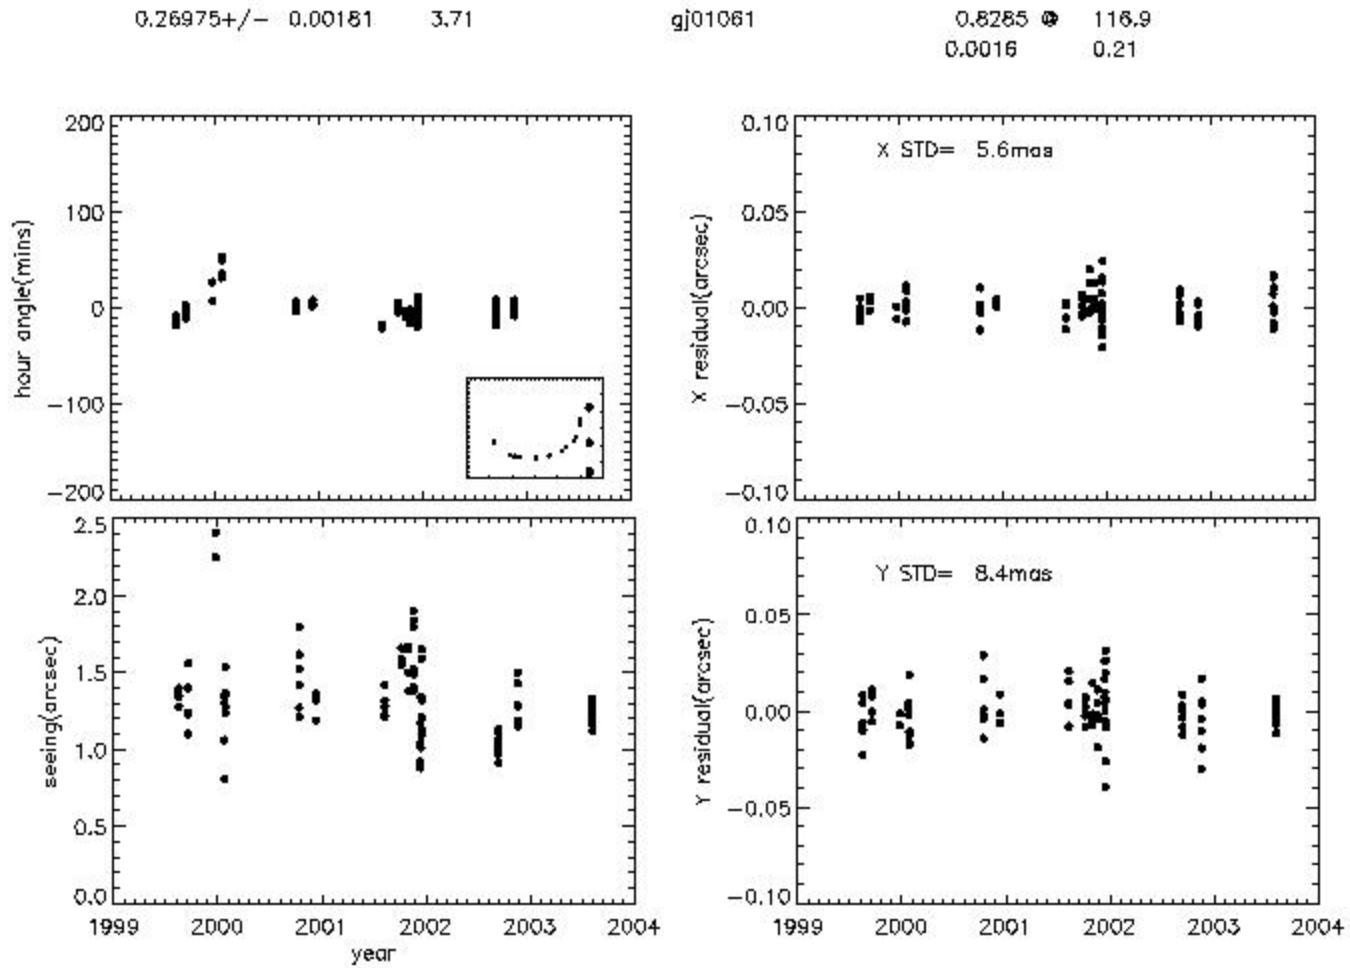 0.26975+/- 0.00181 3.71 gj01061 0.8285 @ 116.9
0.0016 0.21
200
100
0
-100
-200
hour angle(mins)
0.10
0.05
0.00
-0.05
-0.10
X residual(arcsec)
X STD= 5.6mas
2.5
2.0
1.5
1.0
0.5
0.0
seeing(arcsec)
1999 2000 2001 2002 2003 2004
year
0.10
0.05
0.00
-0.05
-0.10
Y residual(arcsec)
Y STD= 8.4mas
1999 2000 2001 2002 2003 2004